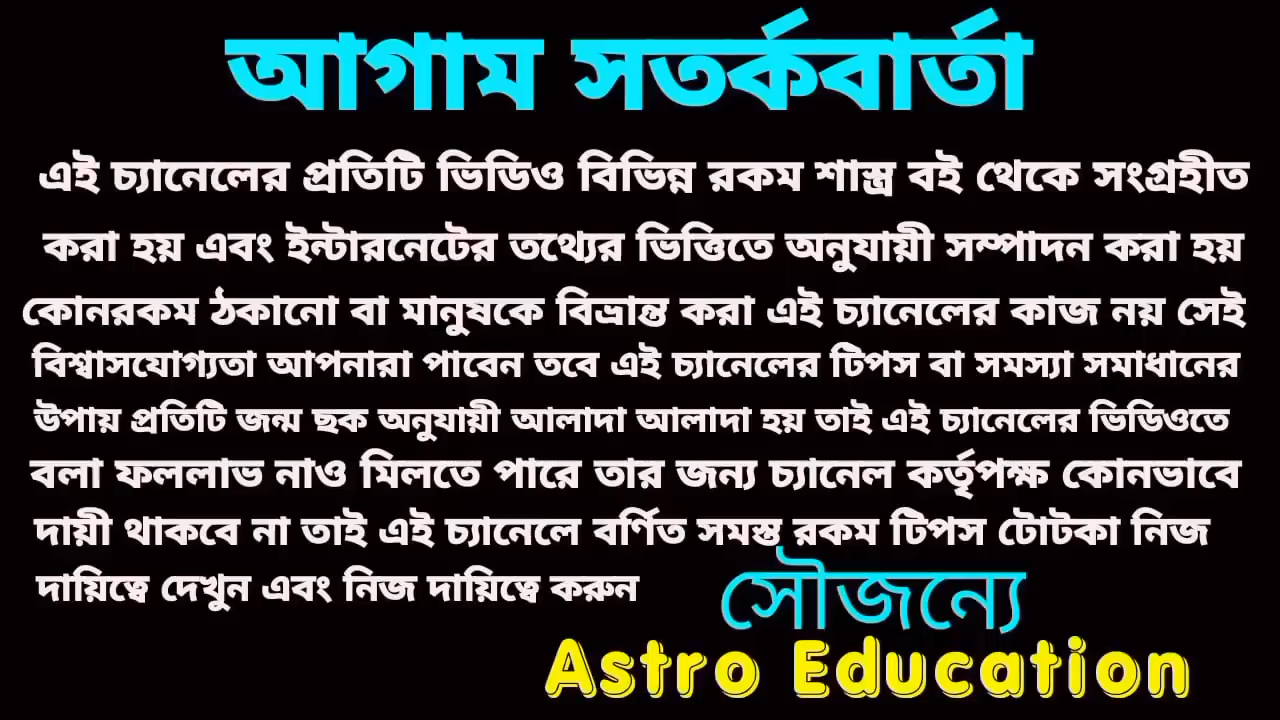 আগাম সতর্কবার্তা
এই চ্যানেলের প্রতিটি ভিডিও বিভিন্ন রকম শাস্ত্র বই থেকে সংগ্রহীত
করা হয় এবং ইন্টারনেটের তথ্যের ভিত্তিতে অনুযায়ী সম্পাদন করা হয়
কোনরকম ঠকানো বা মানুষকে বিভ্রান্ত করা এই চ্যানেলের কাজ নয় সেই
বিশ্বাসযোগ্যতা আপনারা পাবেন তবে এই চ্যানেলের টিপস বা সমস্যা সমাধানের
উপায় প্রতিটি জন্ম ছক অনুযায়ী আলাদা আলাদা হয় তাই এই চ্যানেলের ভিডিওতে
বলা ফললাভ নাও মিলতে পারে তার জন্য চ্যানেল কর্তৃপক্ষ কোনভাবে
দায়ী থাকবে না তাই এই চ্যানেলে বর্ণিত সমস্ত রকম টিপস টোটকা নিজ
দায়িত্বে দেখুন এবং নিজ দায়িত্বে করুন
সৌজন্যে
Astro Education